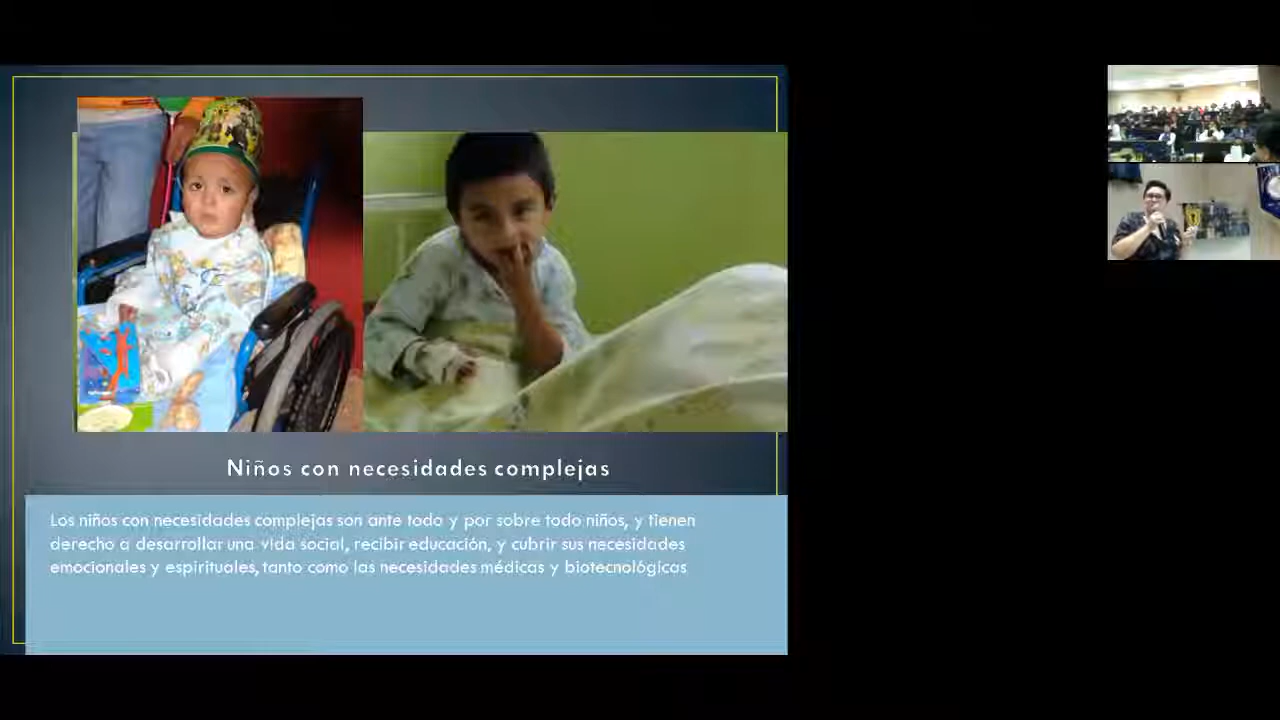 Niños con necesidades complejas
Los niños con necesidades complejas son ante todo y por sobre todo niños, y tienen
derecho a desarrollar una vida social, recibir educación, y cubrir sus necesidades
emocionales y espirituales, tanto como las necesidades médicas y biotecnológicas